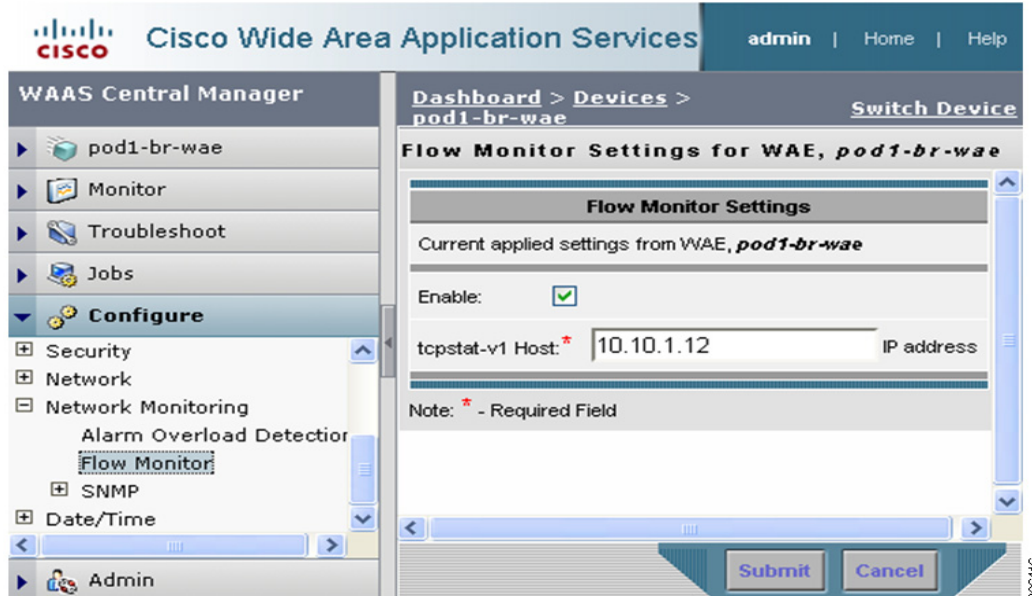 CISCO
Cisco Wide Area Application Services
admin | Home | Help
WAAS Central Manager
pod1-br-wae
Monitor
Troubleshoot
Jobs
Configure
Security
Network
Network Monitoring
Alarm Overload Detection
Flow Monitor
SNMP
Date/Time
Admin
Dashboard > Devices >
pod1-br-wae
Switch Device
Flow Monitor Settings for WAE, pod1-br-wae
Flow Monitor Settings
Current applied settings from WAE, pod1-br-wae
Enable:
tcpstat-v1 Host:* 10.10.1.12 IP address
Note: * - Required Field
Submit Cancel